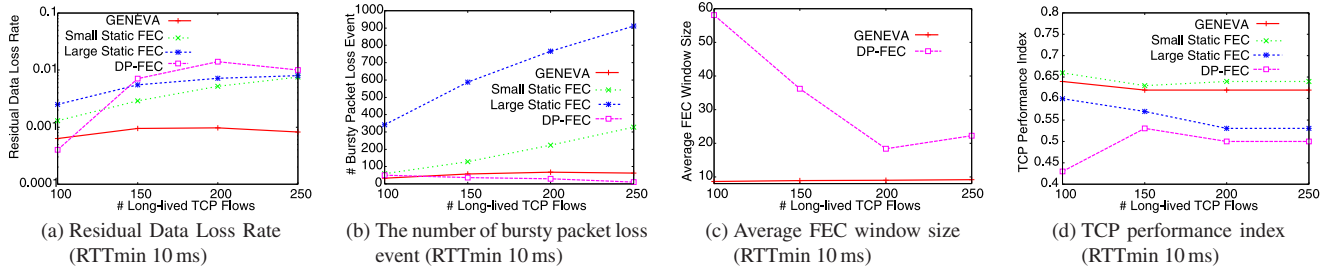 Residual Data Loss Rate
0.1
0.01
0.001
0.0001
GENEVA
Small Static FEC
Large Static FEC
DP-FEC
100 150 200 250
# Long-lived TCP Flows
(a) Residual Data Loss Rate
(RTTmin 10 ms)
# Bursty Packet Loss Event
1000
900
800
700
600
500
400
300
200
100
0
GENEVA
Small Static FEC
Large Static FEC
DP-FEC
100 150 200 250
# Long-lived TCP Flows
(b) The number of bursty packet loss
event (RTTmin 10 ms)
Average FEC Window Size
60
50
40
30
20
10
GENEVA
DP-FEC
100 150 200 250
# Long-lived TCP Flows
(c) Average FEC window size
(RTTmin 10 ms)
TCP Performance Index
0.8
0.75
0.7
0.65
0.6
0.55
0.5
0.45
0.4
GENEVA
Small Static FEC
Large Static FEC
DP-FEC
100 150 200 250
# Long-lived TCP Flows
(d) TCP performance index
(RTTmin 10 ms)